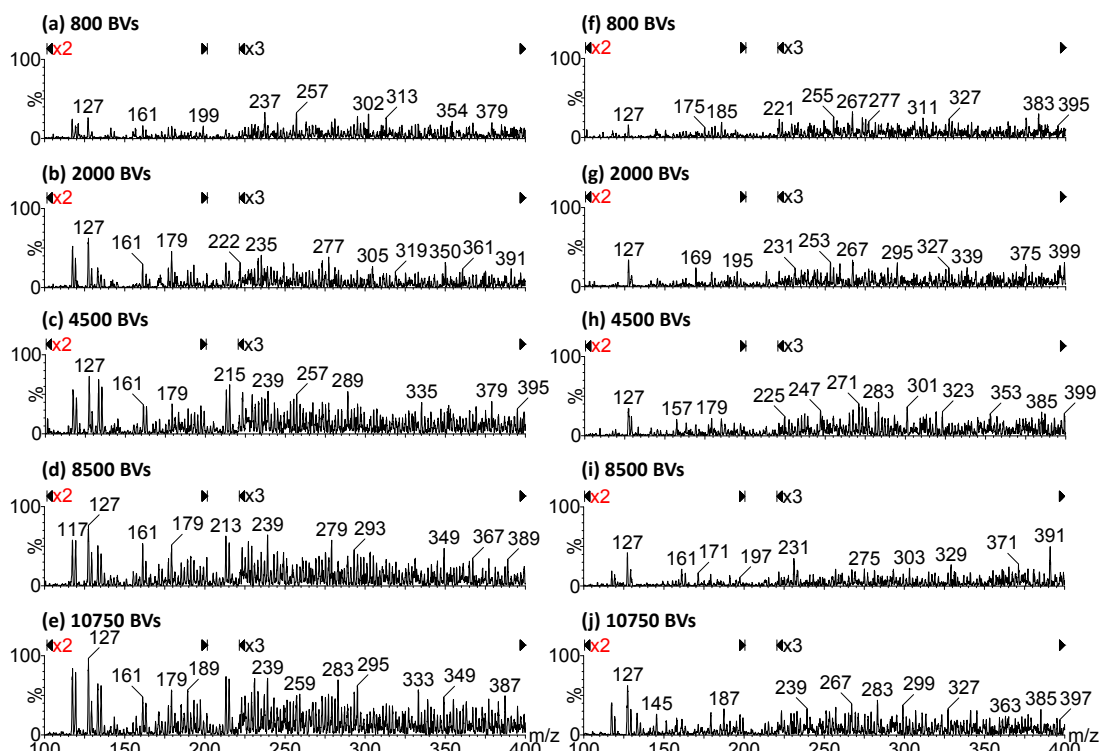 (a) 800 BVs
x2 x3
100
%
0
127 161 199 237 257 302 313 354 379
(b) 2000 BVs
x2 x3
100
%
0
127 161 179 222 235 277 305 319 350 361 391
(c) 4500 BVs
x2 x3
100
%
0
127 161 179 215 239 257 289 335 379 395
(d) 8500 BVs
x2 x3
100
%
0
117 127 161 179 213 239 279 293 349 367 389
(e) 10750 BVs
x2 x3
100
%
0
127 161 179 189 239 259 283 295 333 349 387
100 200 250 300 350 400 m/z
(f) 800 BVs
x2 x3
100
%
0
127 175 185 221 255 267 277 311 327 383 395
(g) 2000 BVs
x2 x3
100
%
0
127 169 195 231 253 267 295 327 339 375 399
(h) 4500 BVs
x2 x3
100
%
0
127 157 179 225 247 271 283 301 323 353 385 399
(i) 8500 BVs
x2 x3
100
%
0
127 161 171 197 231 275 303 329 371 391
(j) 10750 BVs
x2 x3
100
%
0
127 145 187 239 267 283 299 327 363 385 397
100 200 250 300 350 400 m/z